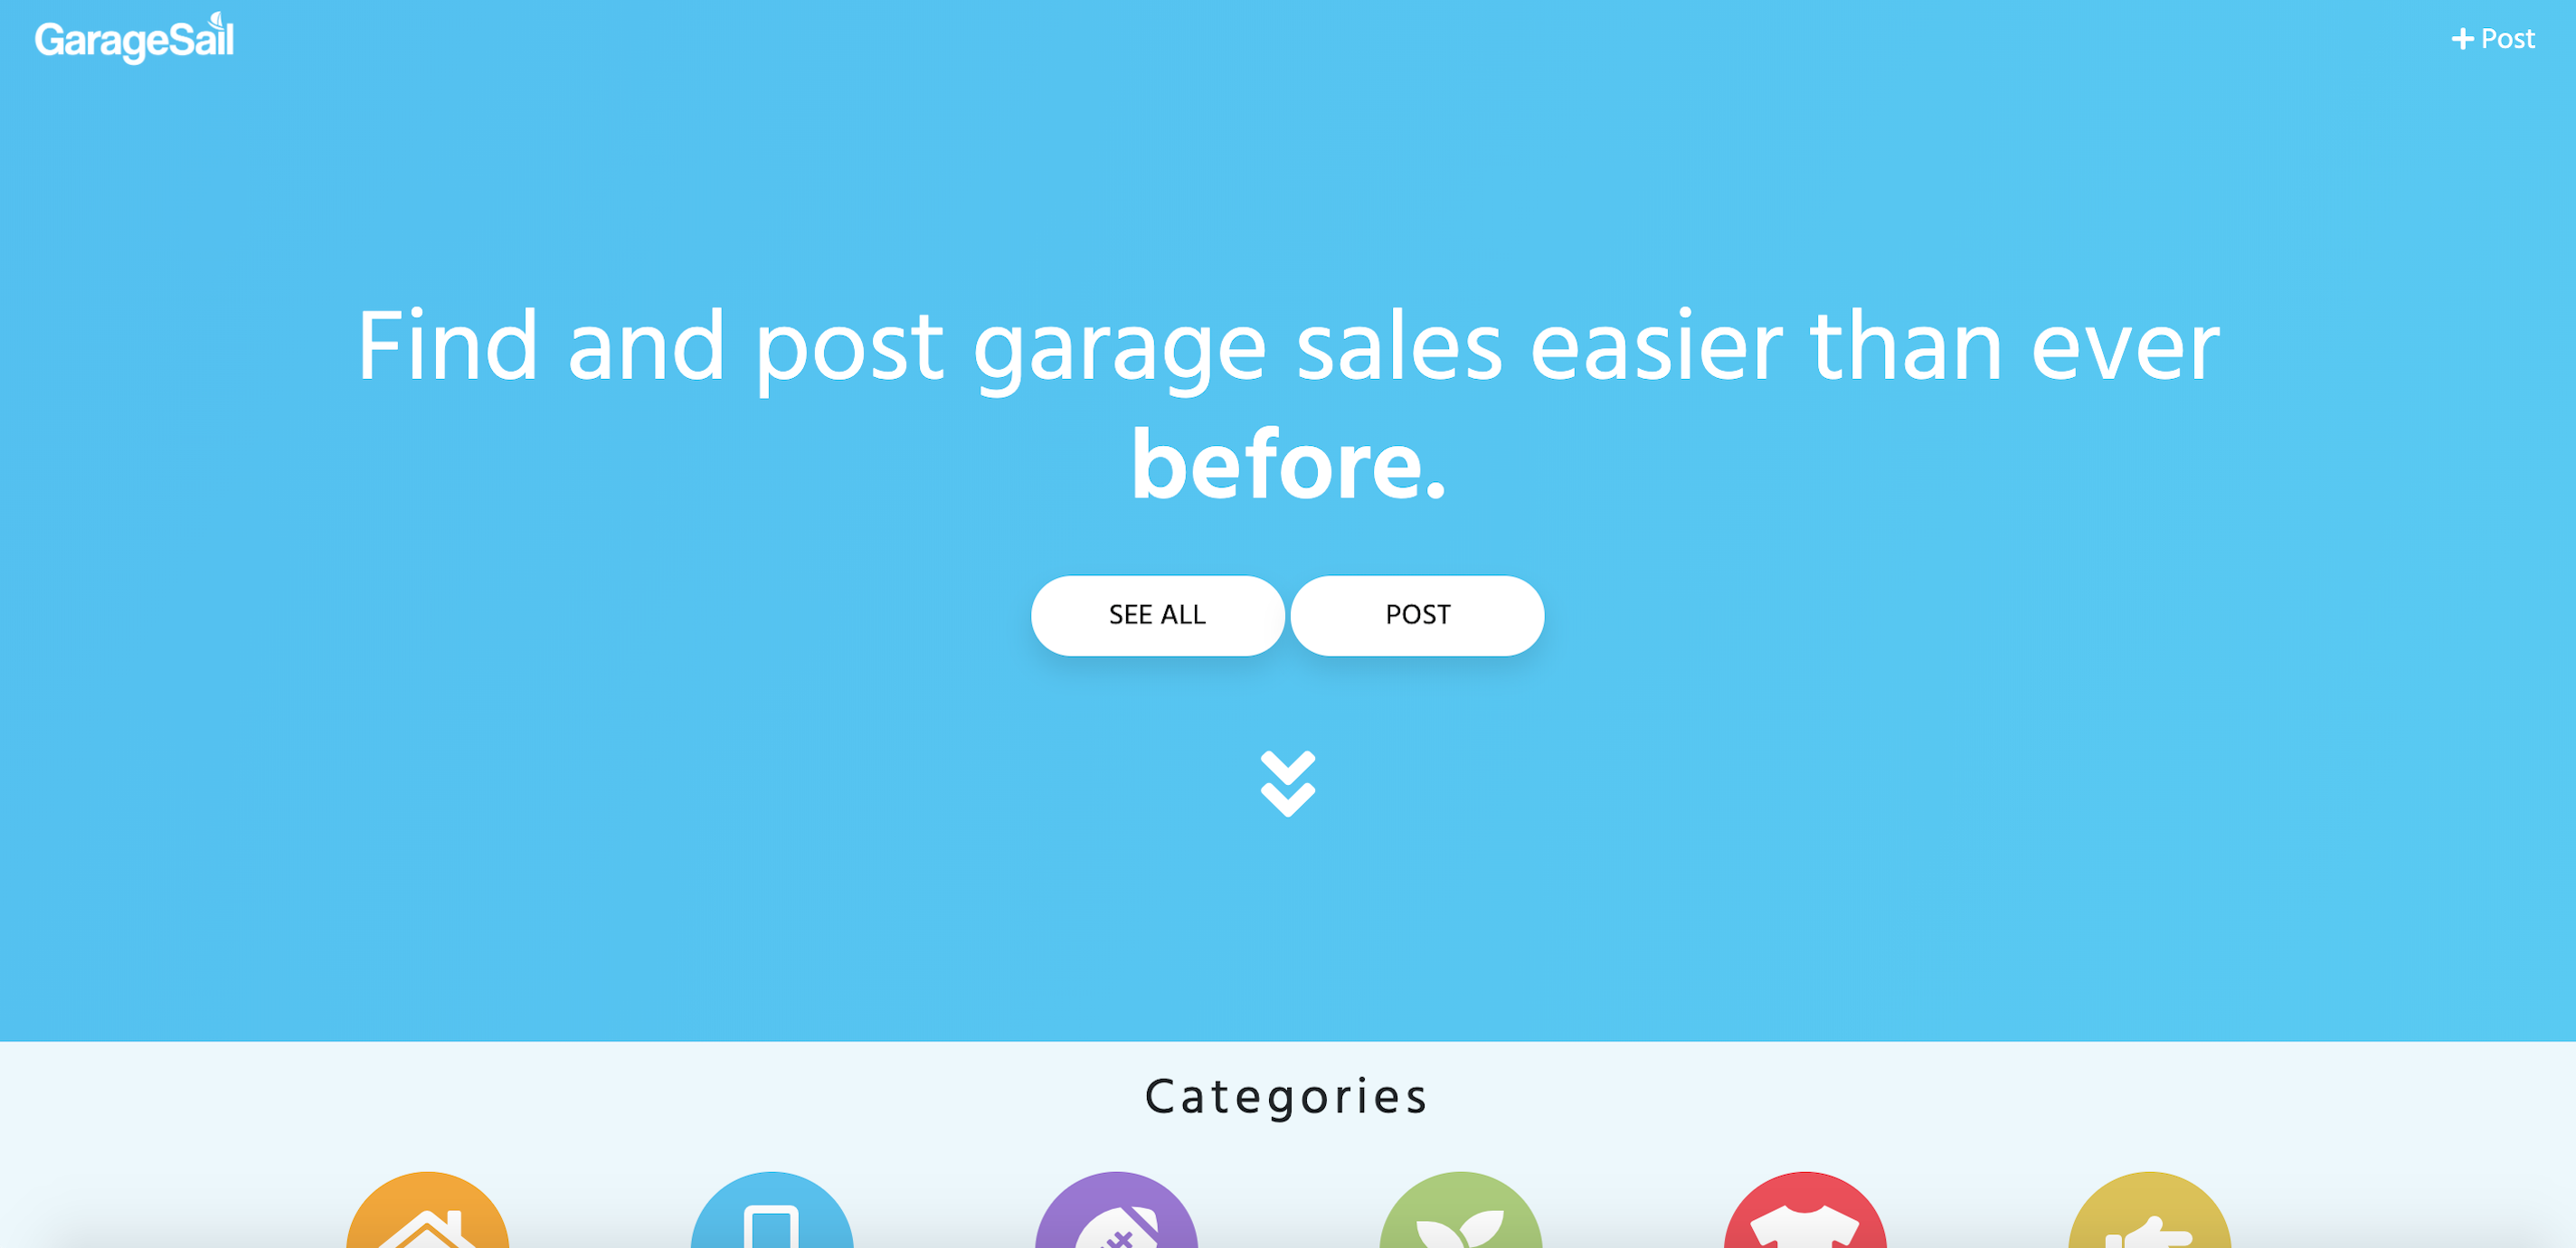 GarageSail
Post
Find and post garage sales easier than ever
before.
SEE ALL
POST
Categories